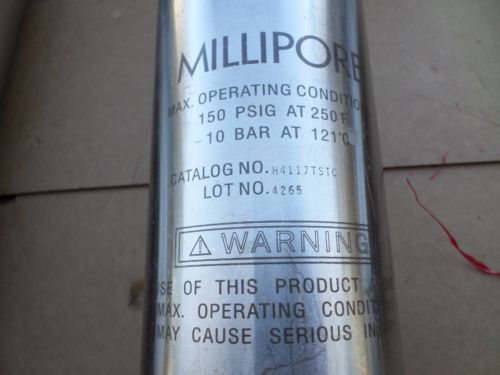 MILLIPORE
MAX. OPERATING CONDITIO
150 PSIG AT 250°F
10 BAR AT 121°C
CATALOG NO. H4117TSTC
LOT NO. 4265
⚠ WARNING
USE OF THIS PRODUCT
MAX. OPERATING CONDIT
MAY CAUSE SERIOUS IN